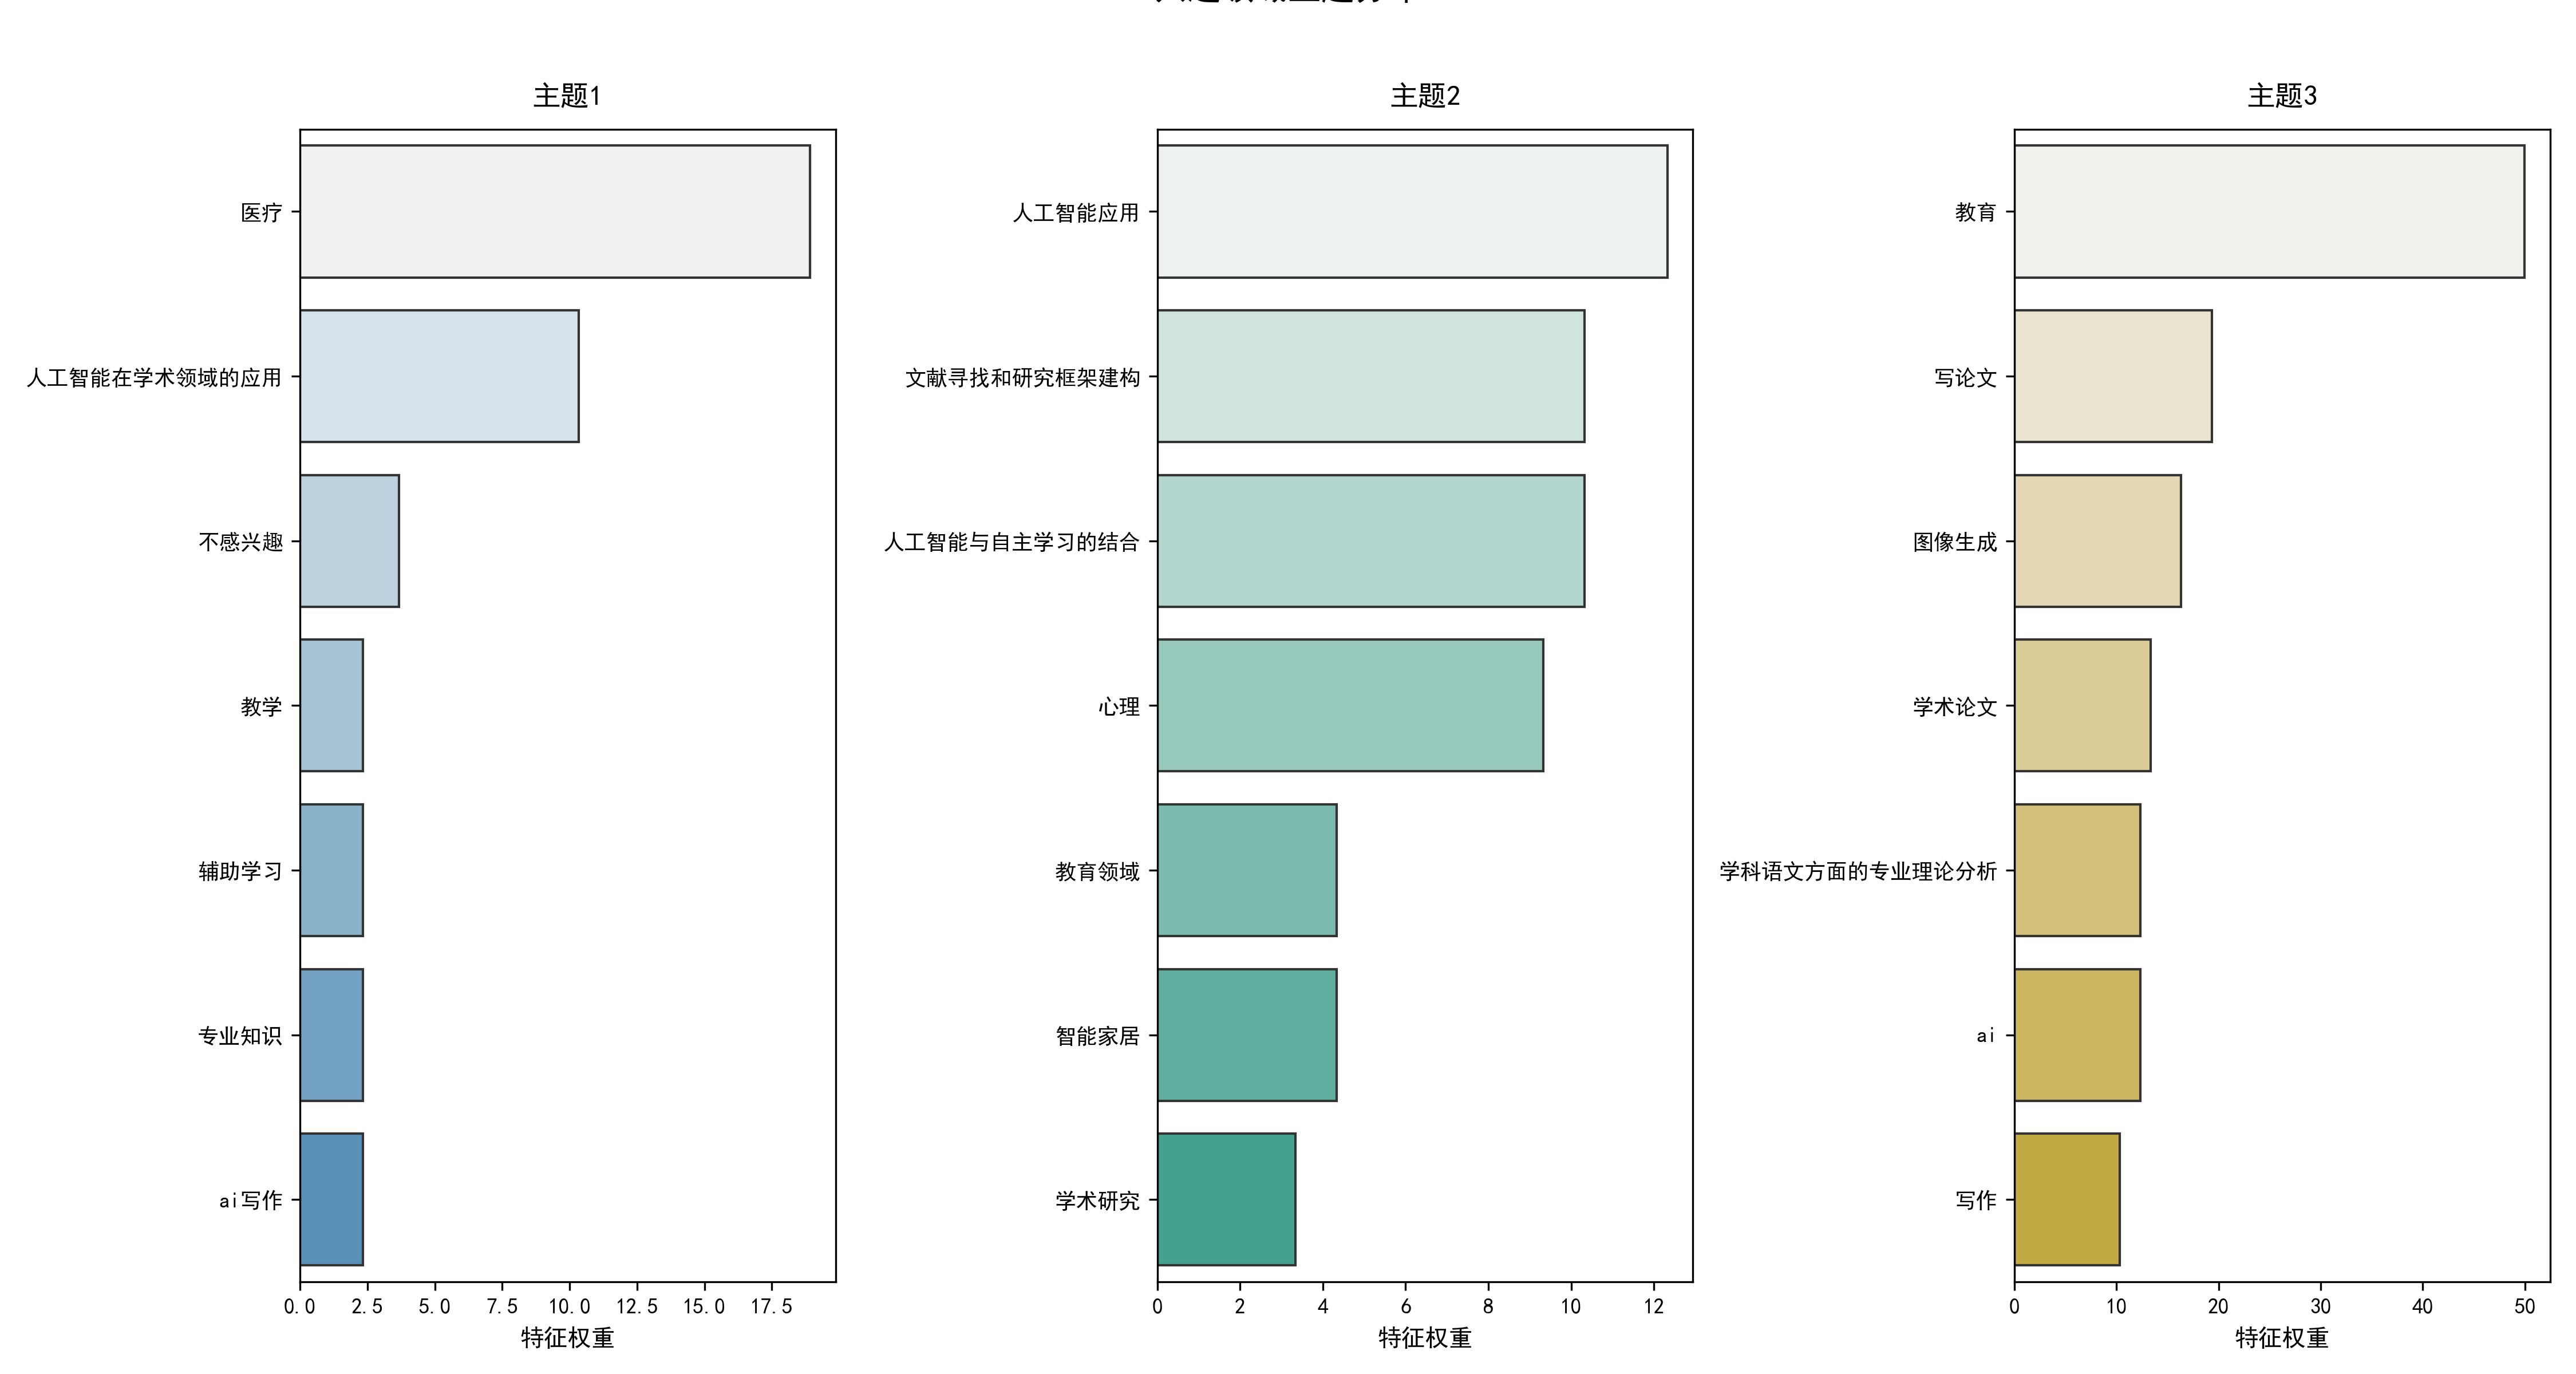 主题1
医疗
人工智能在学术领域的应用
不感兴趣
教学
辅助学习
专业知识
ai写作
0.0 2.5 5.0 7.5 10.0 12.5 15.0 17.5
特征权重
主题2
人工智能应用
文献寻找和研究框架建构
人工智能与自主学习的结合
心理
教育领域
智能家居
学术研究
0 2 4 6 8 10 12
特征权重
主题3
教育
写论文
图像生成
学术论文
学科语文方面的专业理论分析
ai
写作
0 10 20 30 40 50
特征权重